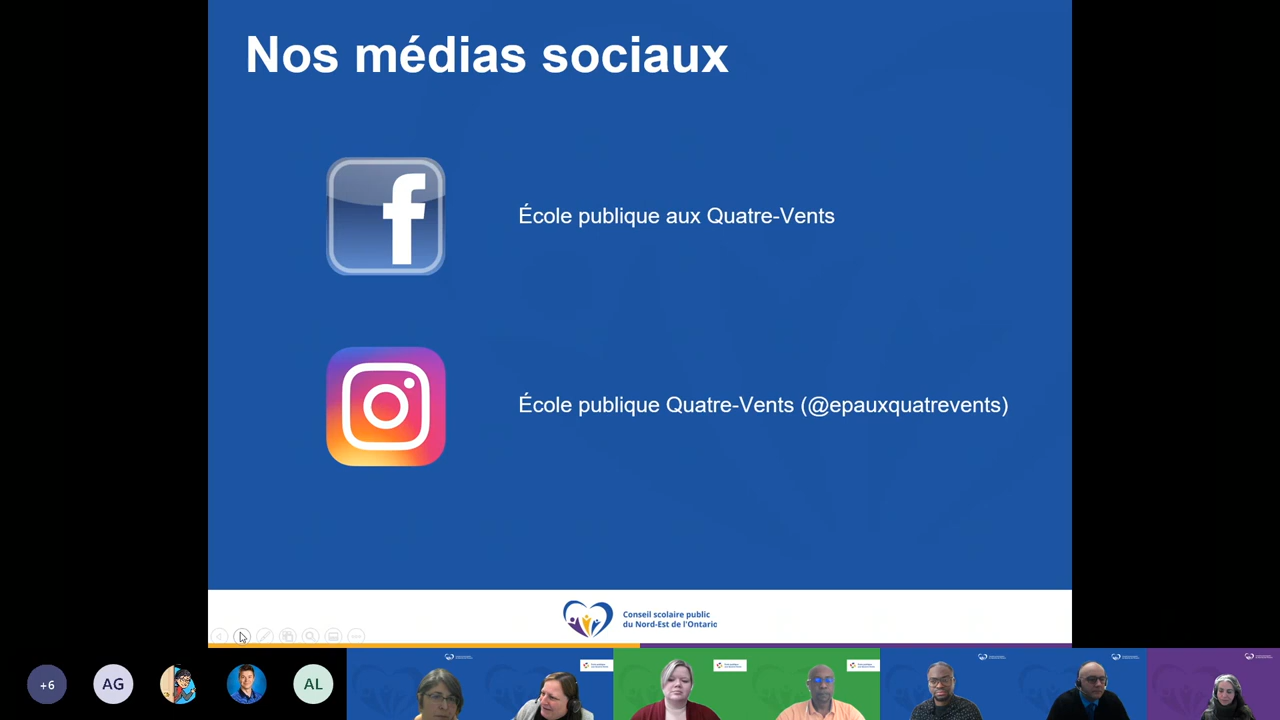 Nos médias sociaux
École publique aux Quatre-Vents
École publique Quatre-Vents (@epauxquatrevents)
Conseil scolaire public
du Nord-Est de l'Ontario
+6
AG
AL